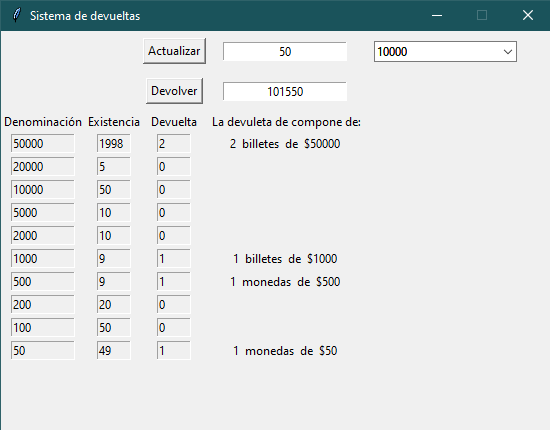 Sistema de devueltas
Actualizar 50 10000
Devolver 101550
Denominación Existencia Devuelta La devuleta de compone de:
50000 1998 2 2 billetes de $50000
20000 5 0
10000 50 0
5000 10 0
2000 10 0
1000 9 1 1 billetes de $1000
500 9 1 1 monedas de $500
200 20 0
100 50 0
50 49 1 1 monedas de $50